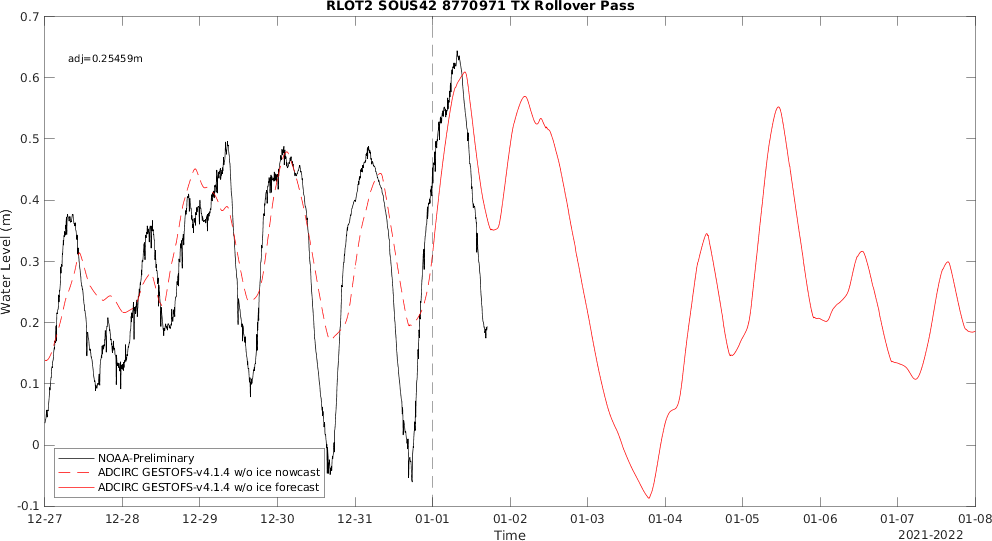 RLOT2 SOUS42 8770971 TX Rollover Pass
0.7
adj=0.25459m
0.6
0.5
0.4
0.3
0.2
0.1
0
-0.1
Water Level (m)
NOAA-Preliminary
ADCIRC GESTOFS-v4.1.4 w/o ice nowcast
ADCIRC GESTOFS-v4.1.4 w/o ice forecast
12-27 12-28 12-29 12-30 12-31 01-01 01-02 01-03 01-04 01-05 01-06 01-07 01-08
Time
2021-2022